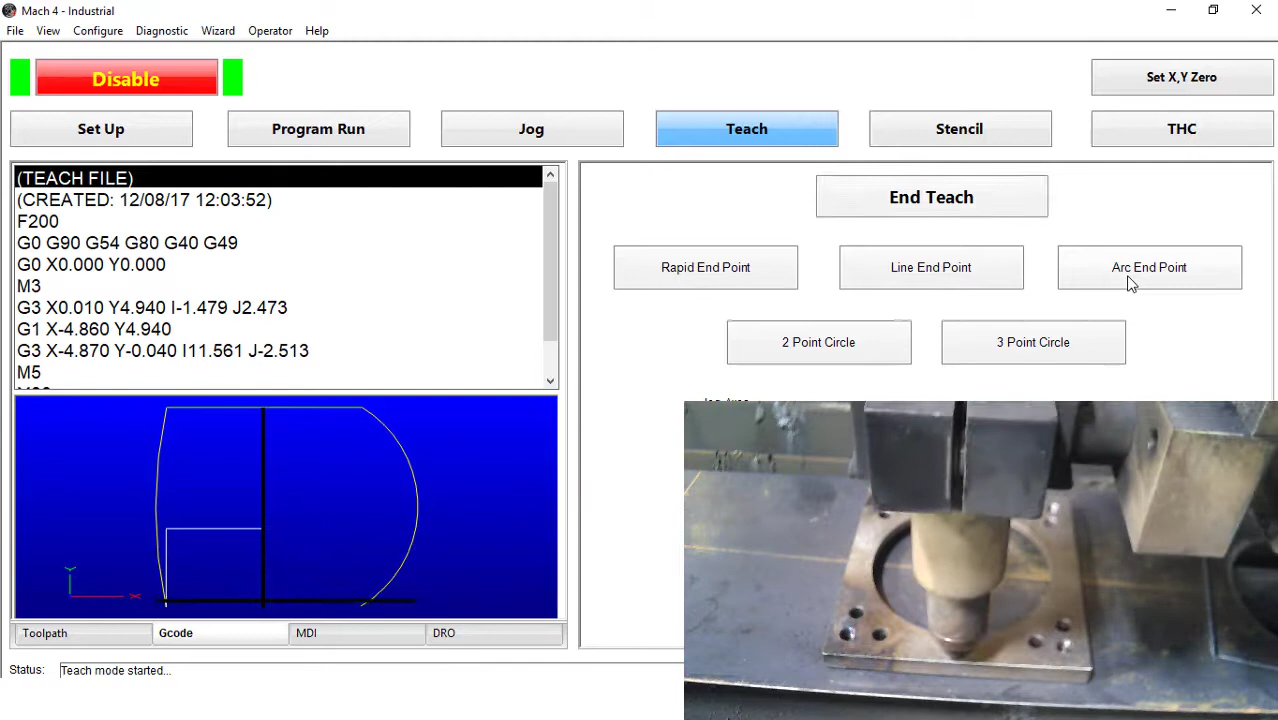 Mach 4 - Industrial
File View Configure Diagnostic Wizard Operator Help
Disable
Set X,Y Zero
Set Up
Program Run
Jog
Teach
Stencil
THC
(TEACH FILE)
(CREATED: 12/08/17 12:03:52)
F200
G0 G90 G54 G80 G40 G49
G0 X0.000 Y0.000
M3
G3 X0.010 Y4.940 I-1.479 J2.473
G1 X-4.860 Y4.940
G3 X-4.870 Y-0.040 I11.561 J-2.513
M5
End Teach
Rapid End Point
Line End Point
Arc End Point
2 Point Circle
3 Point Circle
Toolpath
Gcode
MDI
DRO
Status:
Teach mode started...